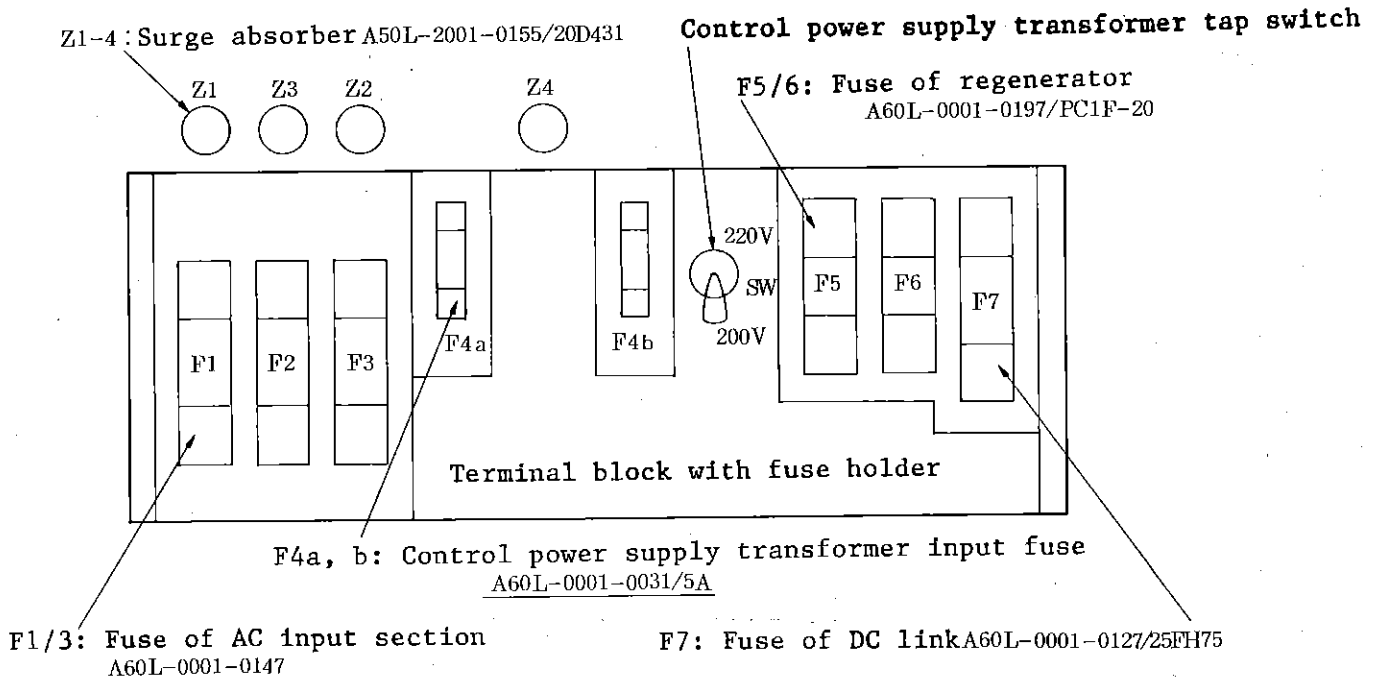 Control power supply transformer tap switch
Z1-4: Surge absorber A50L-2001-0155/20D431
F5/6: Fuse of regenerator
A60L-0001-0197/PC1F-20
Z1 Z3 Z2 Z4
220V
SW
200V
F4a F4b
F5 F6 F7
F1 F2 F3
Terminal block with fuse holder
F4a, b: Control power supply transformer input fuse
A60L-0001-0031/5A
F1/3: Fuse of AC input section
A60L-0001-0147
F7: Fuse of DC link A60L-0001-0127/25FH75